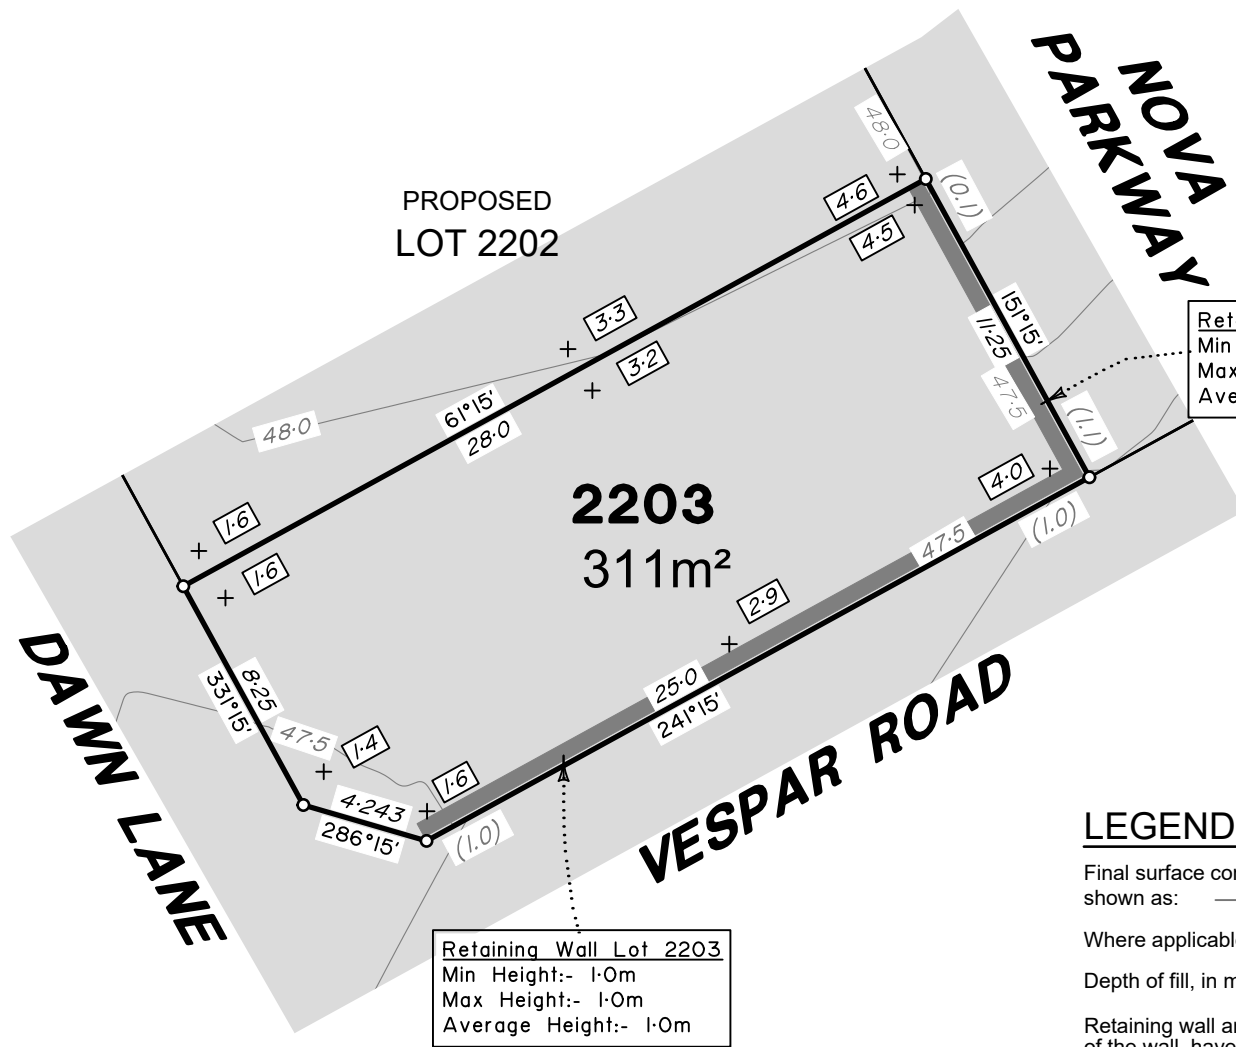 NOVA
PARKWAY
48·0
PROPOSED
LOT 2202
4·6
(0.1)
4·5
3·3
3·2
151°15'
11·25
Min
Max
47·5
(1.1)
61°15'
28·0
48·0
4·0
2203
311m²
(1.0)
47·5
1·6
1·6
2·9
25·0
241°15'
DAWN LANE
8·25
331°15'
47·5
1·4
1·6
4·243
286°15'
(1.0)
VESPAR ROAD
Retaining Wall Lot 2203
Min Height:- 1·0m
Max Height:- 1·0m
Average Height:- 1·0m
LEGEND
Final surface
shown as:
Where
Depth of fill, in
Retaining wall
of the wall, have